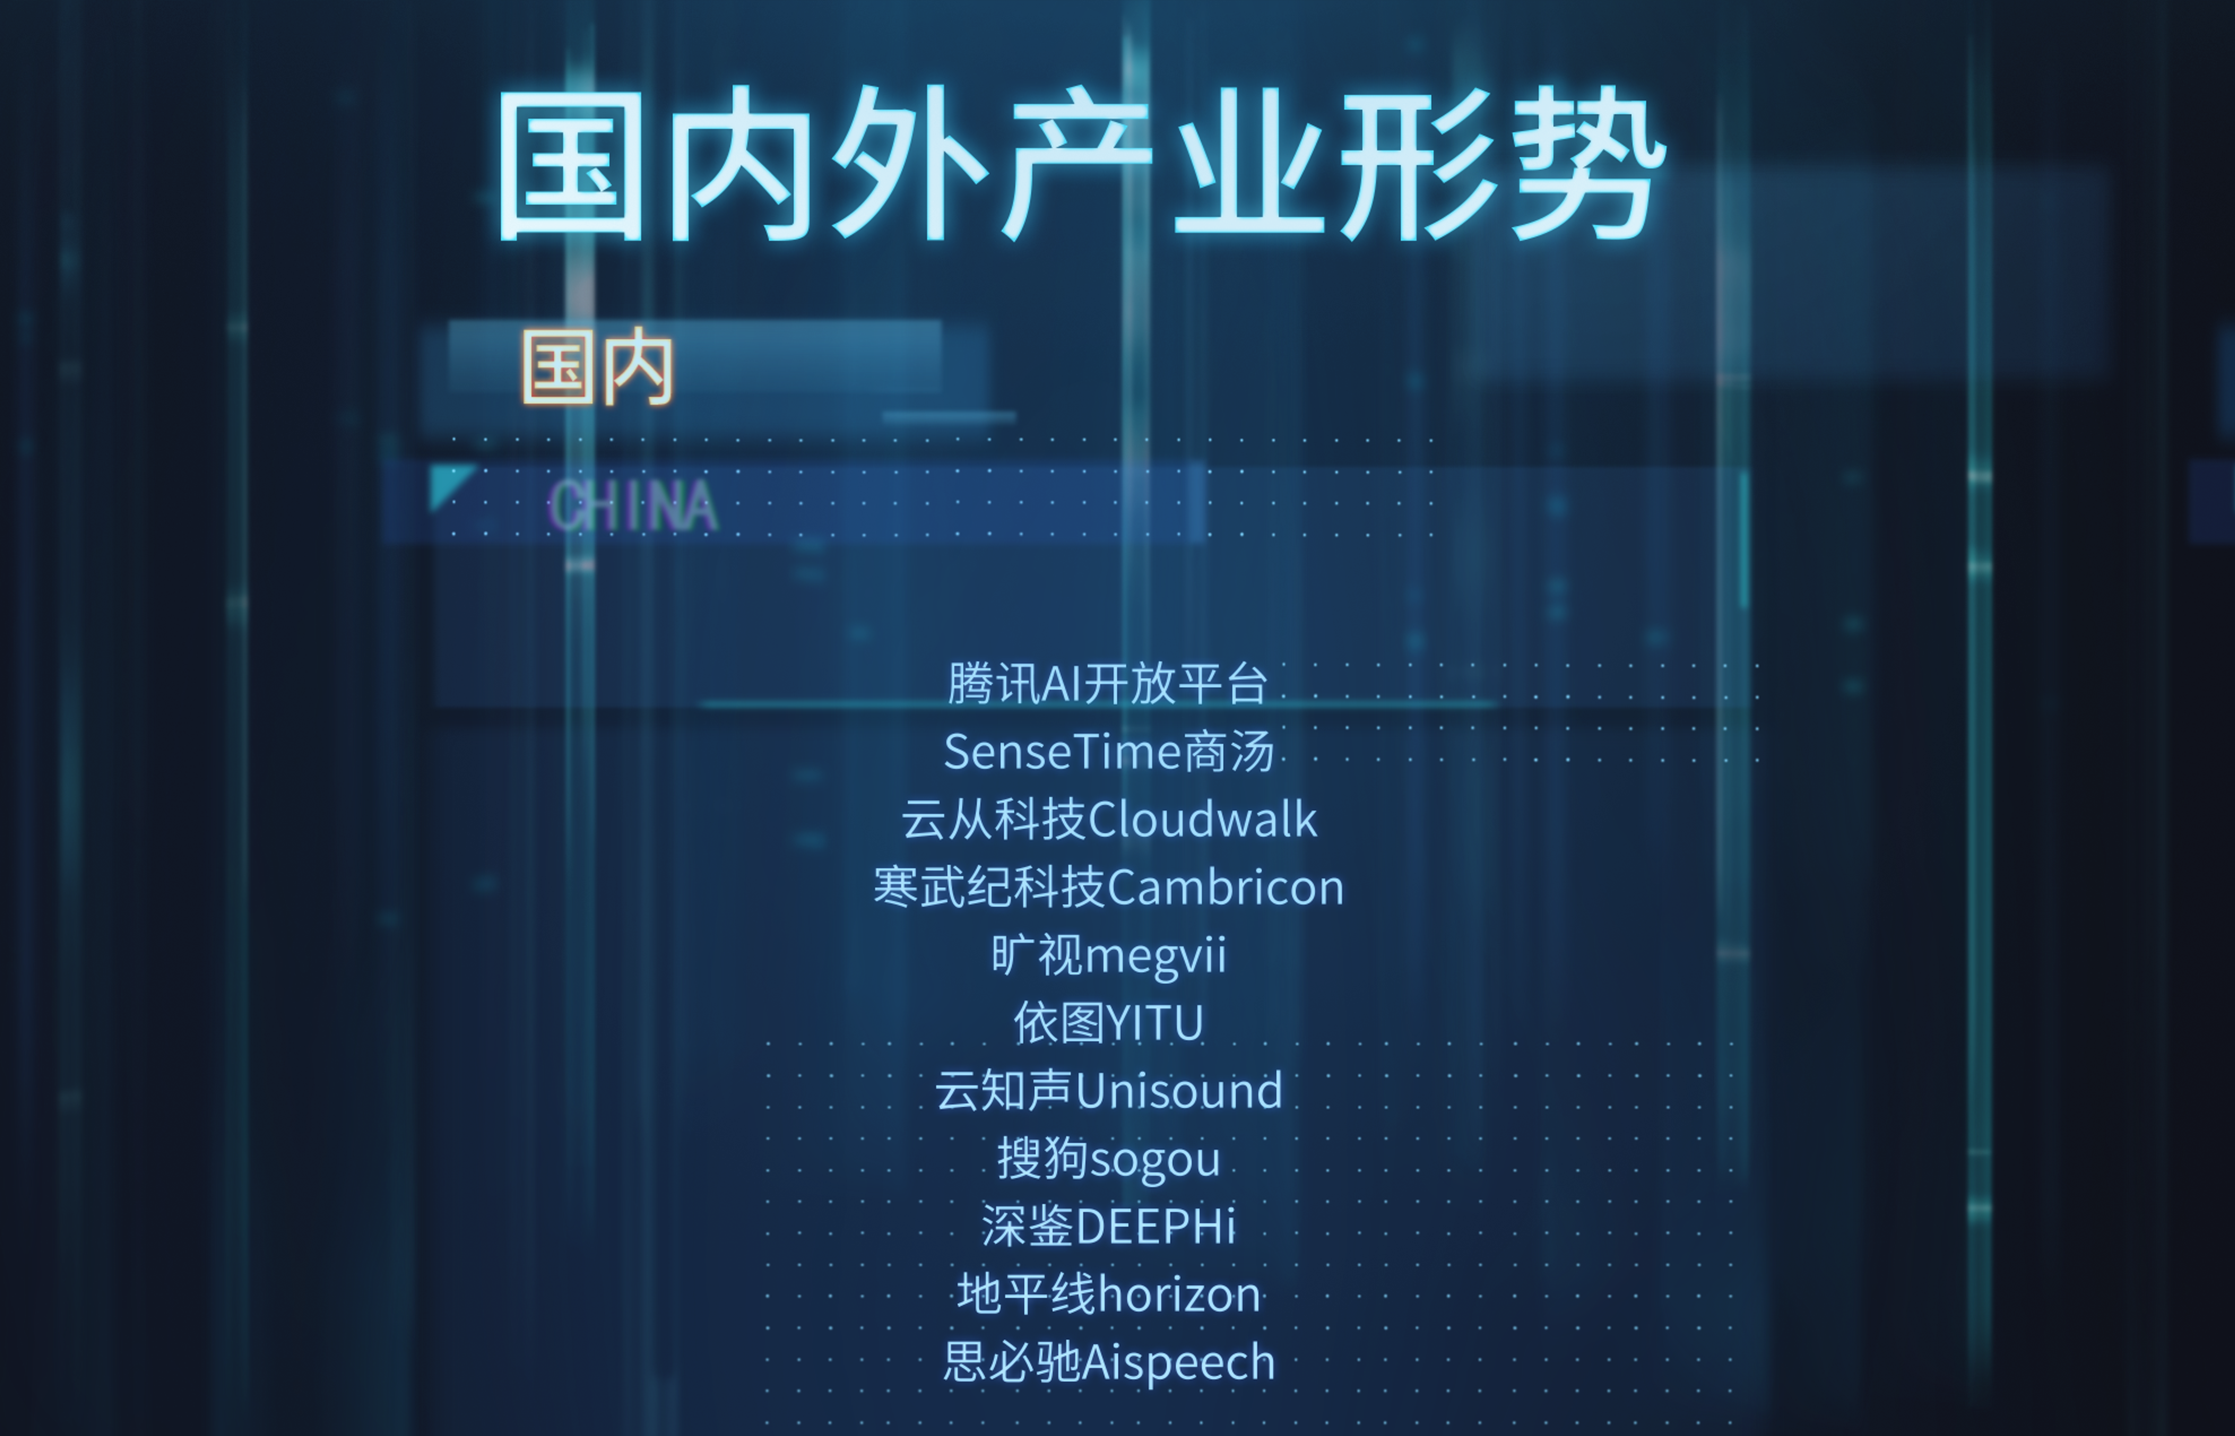 国内外产业形势
国内
CHINA
腾讯AI开放平台
SenseTime商汤
云从科技Cloudwalk
寒武纪科技Cambricon
旷视megvii
依图YITU
云知声Unisound
搜狗sogou
深鉴DEEPHi
地平线horizon
思必驰Aispeech